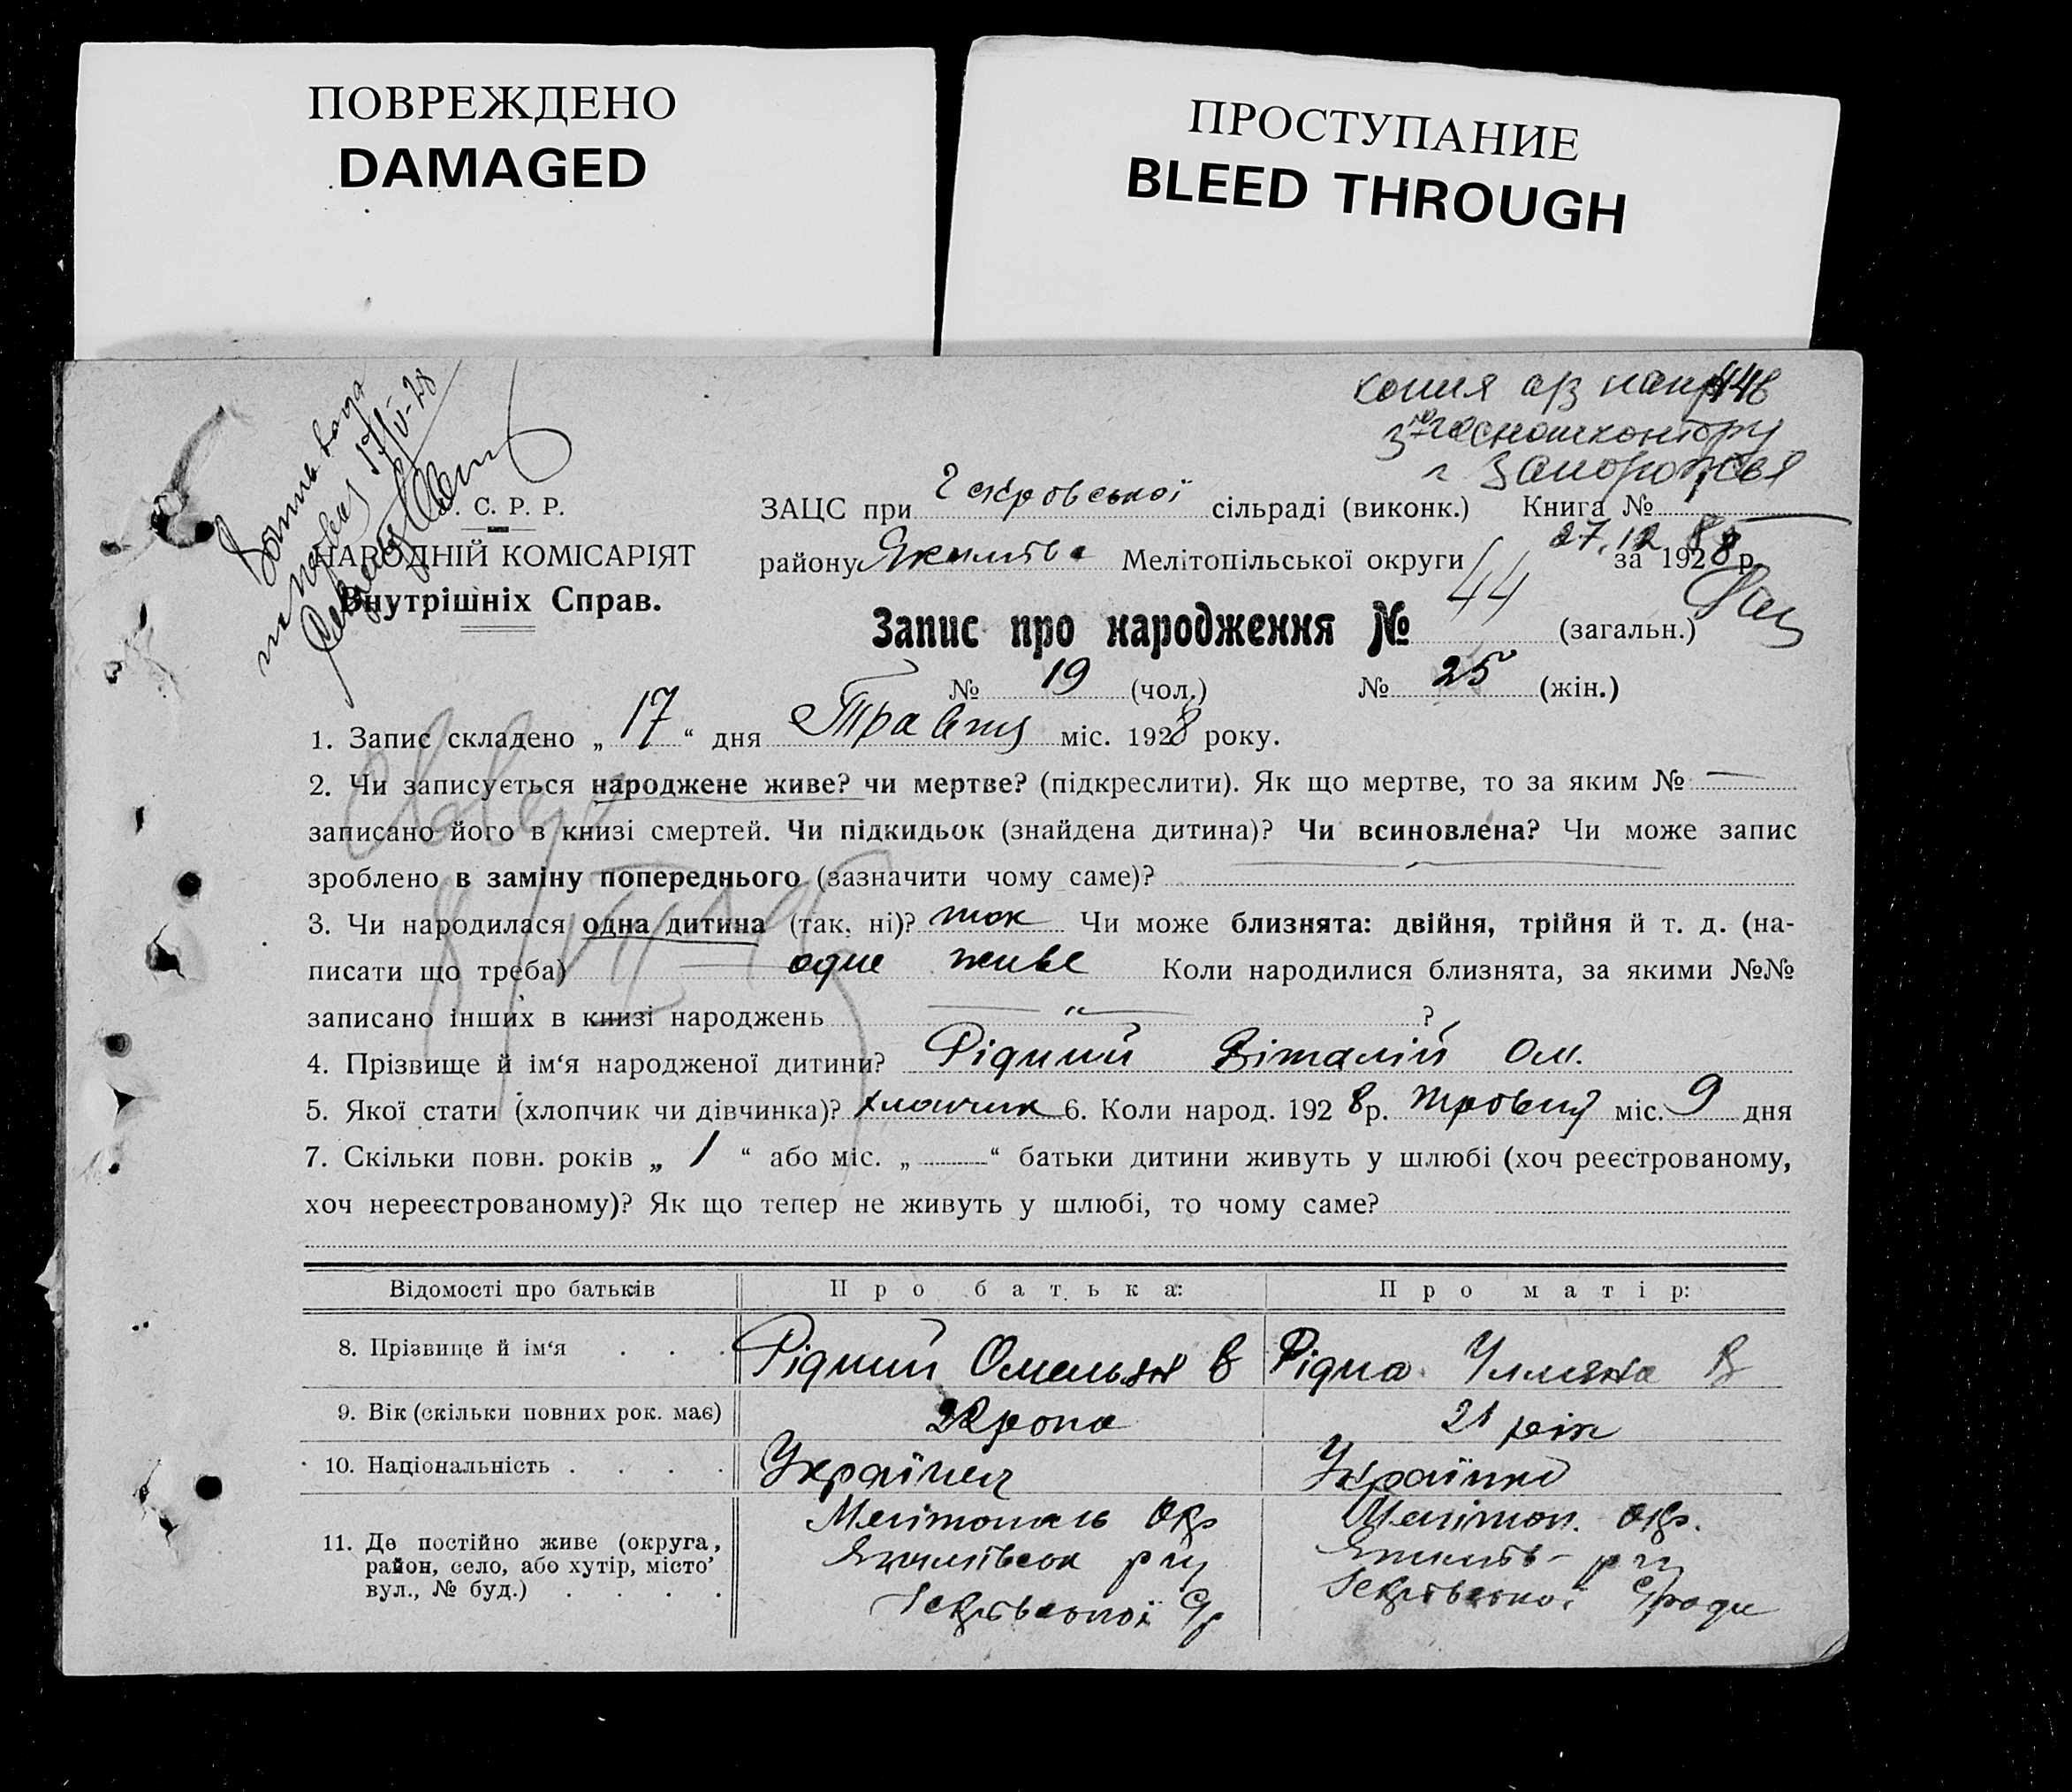 ПОВРЕЖДЕНО
DAMAGED
ПРОСТУПАНИЕ
BLEED THROUGH
копия
г Запорожья
27.12 85
17/V-28
С. Р. Р.
НАРОДНІЙ КОМІСАРІЯТ
Внутрішніх Справ.
ЗАЦС при сільраді (виконк.) Книга №
району Мелітопільської округи за 1928 р.
Запис про народження № 44 (загальн.)
№ 19 (чол.) № 25 (жін.)
1. Запис складено „ 17 “ дня Травня міс. 1928 року.
2. Чи записується народжене живе? чи мертве? (підкреслити). Як що мертве, то за яким № —
записано його в книзі смертей. Чи підкидьок (знайдена дитина)? Чи всиновлена? Чи може запис
зроблено в заміну попереднього (зазначити чому саме)?
3. Чи народилася одна дитина (так, ні)? так Чи може близнята: двійня, трійня й т. д. (на-
писати що треба) одне живе Коли народилися близнята, за якими №№
записано інших в книзі народжень — „ — ?
4. Прізвище й ім‘я народженої дитини? Рідний Віталій Ом.
5. Якої стати (хлопчик чи дівчинка)? хлопчик 6. Коли народ. 1928 р. травня міс. 9 дня
7. Скільки повн. років „ 1 “ або міс. „ — “ батьки дитини живуть у шлюбі (хоч реєстрованому,
хоч нереєстрованому)? Як що тепер не живуть у шлюбі, то чому саме?
Відомості про батьків Про батька: Про матір:
8. Прізвище й ім‘я . . . Рідний Омельян В Рідна Уляна В
9. Вік (скільки повних рок. має) 22 рока 21 рік
10. Національність . . . . Українец Українка
11. Де постійно живе (округа, Мелітополь окр Мелітоп. окр.
район, село, або хутір, місто’
вул., № буд.) . . . .